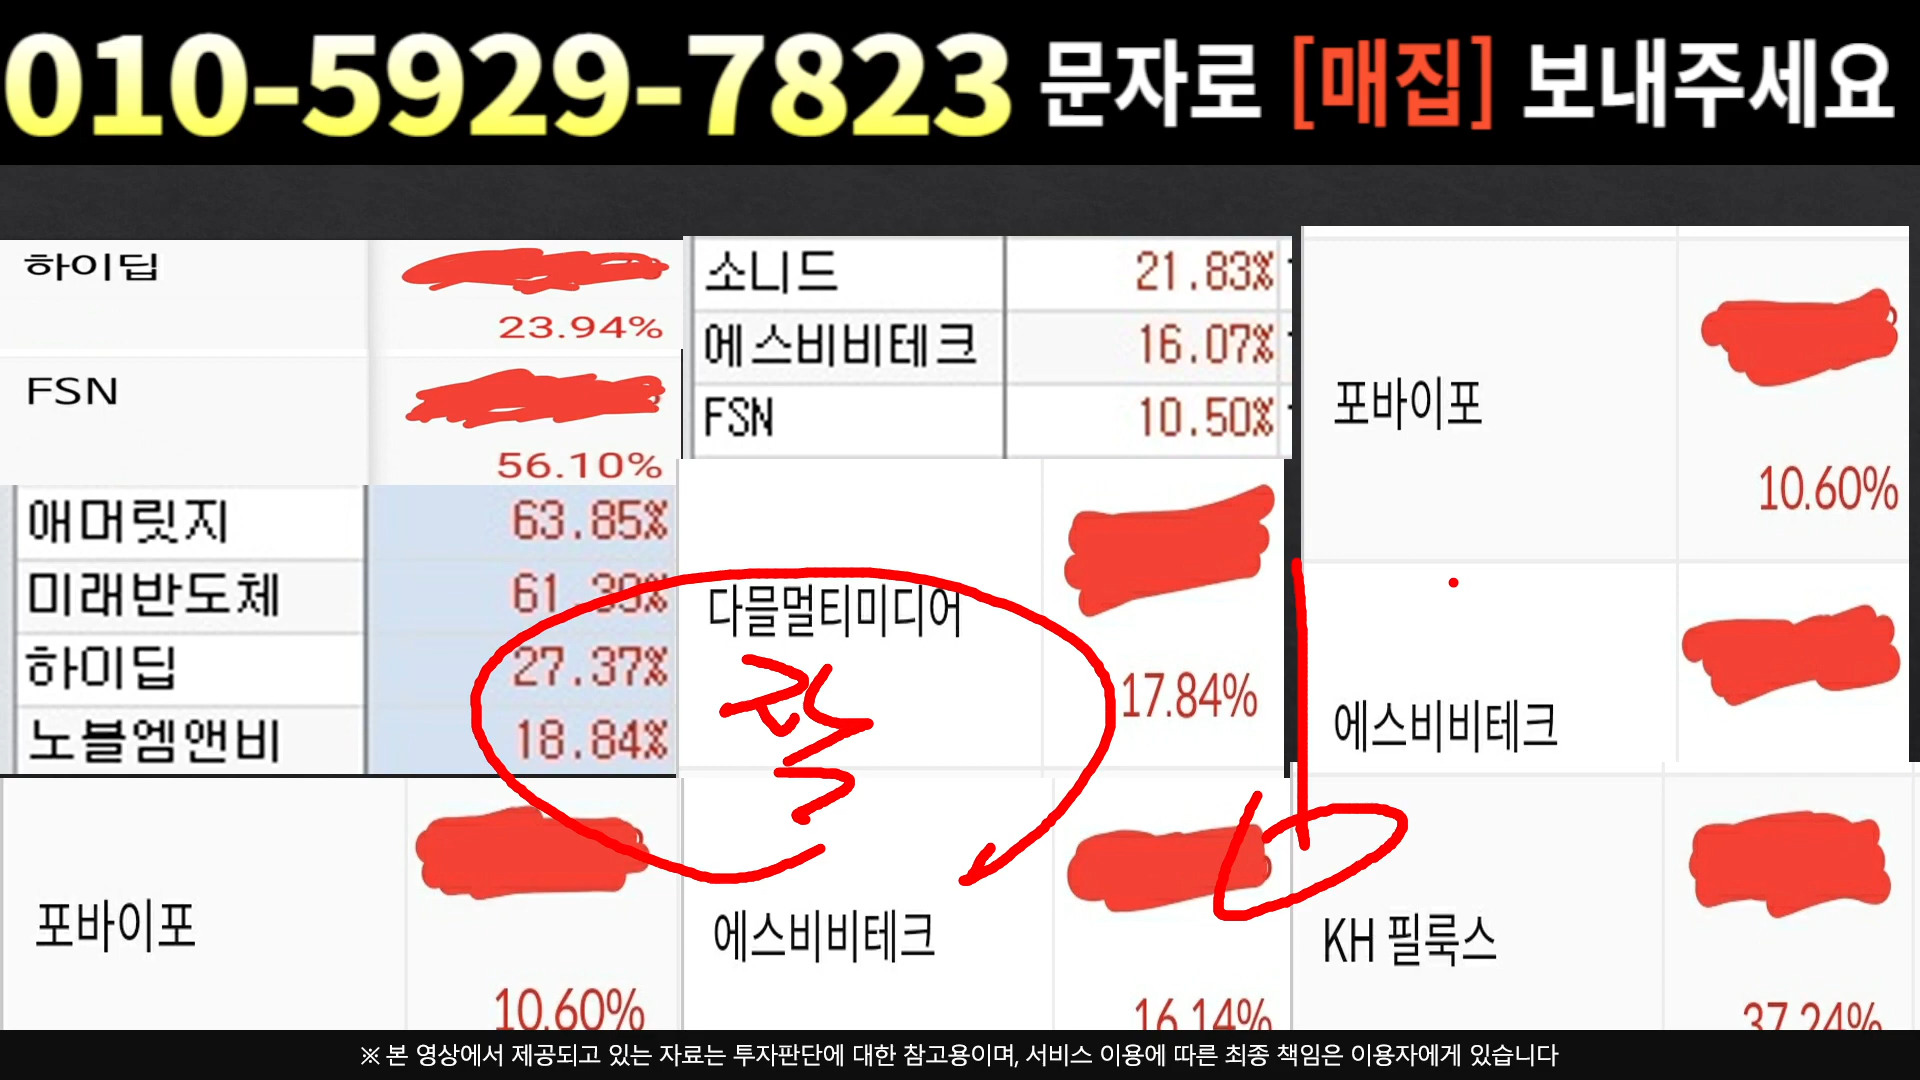 010-5929-7823 문자로 [매집] 보내주세요
하이딥
23.94%
FSN
56.10%
애머릿지 63.85%
미래반도체 61.39%
하이딥 27.37%
노블엠앤비 18.84%
소니드 21.83%
에스비비테크 16.07%
FSN 10.50%
다믈멀티미디어
17.84%
포바이포
10.60%
에스비비테크
포바이포
10.60%
에스비비테크
16.14%
KH 필룩스
37.24%
※ 본 영상에서 제공되고 있는 자료는 투자판단에 대한 참고용이며, 서비스 이용에 따른 최종 책임은 이용자에게 있습니다